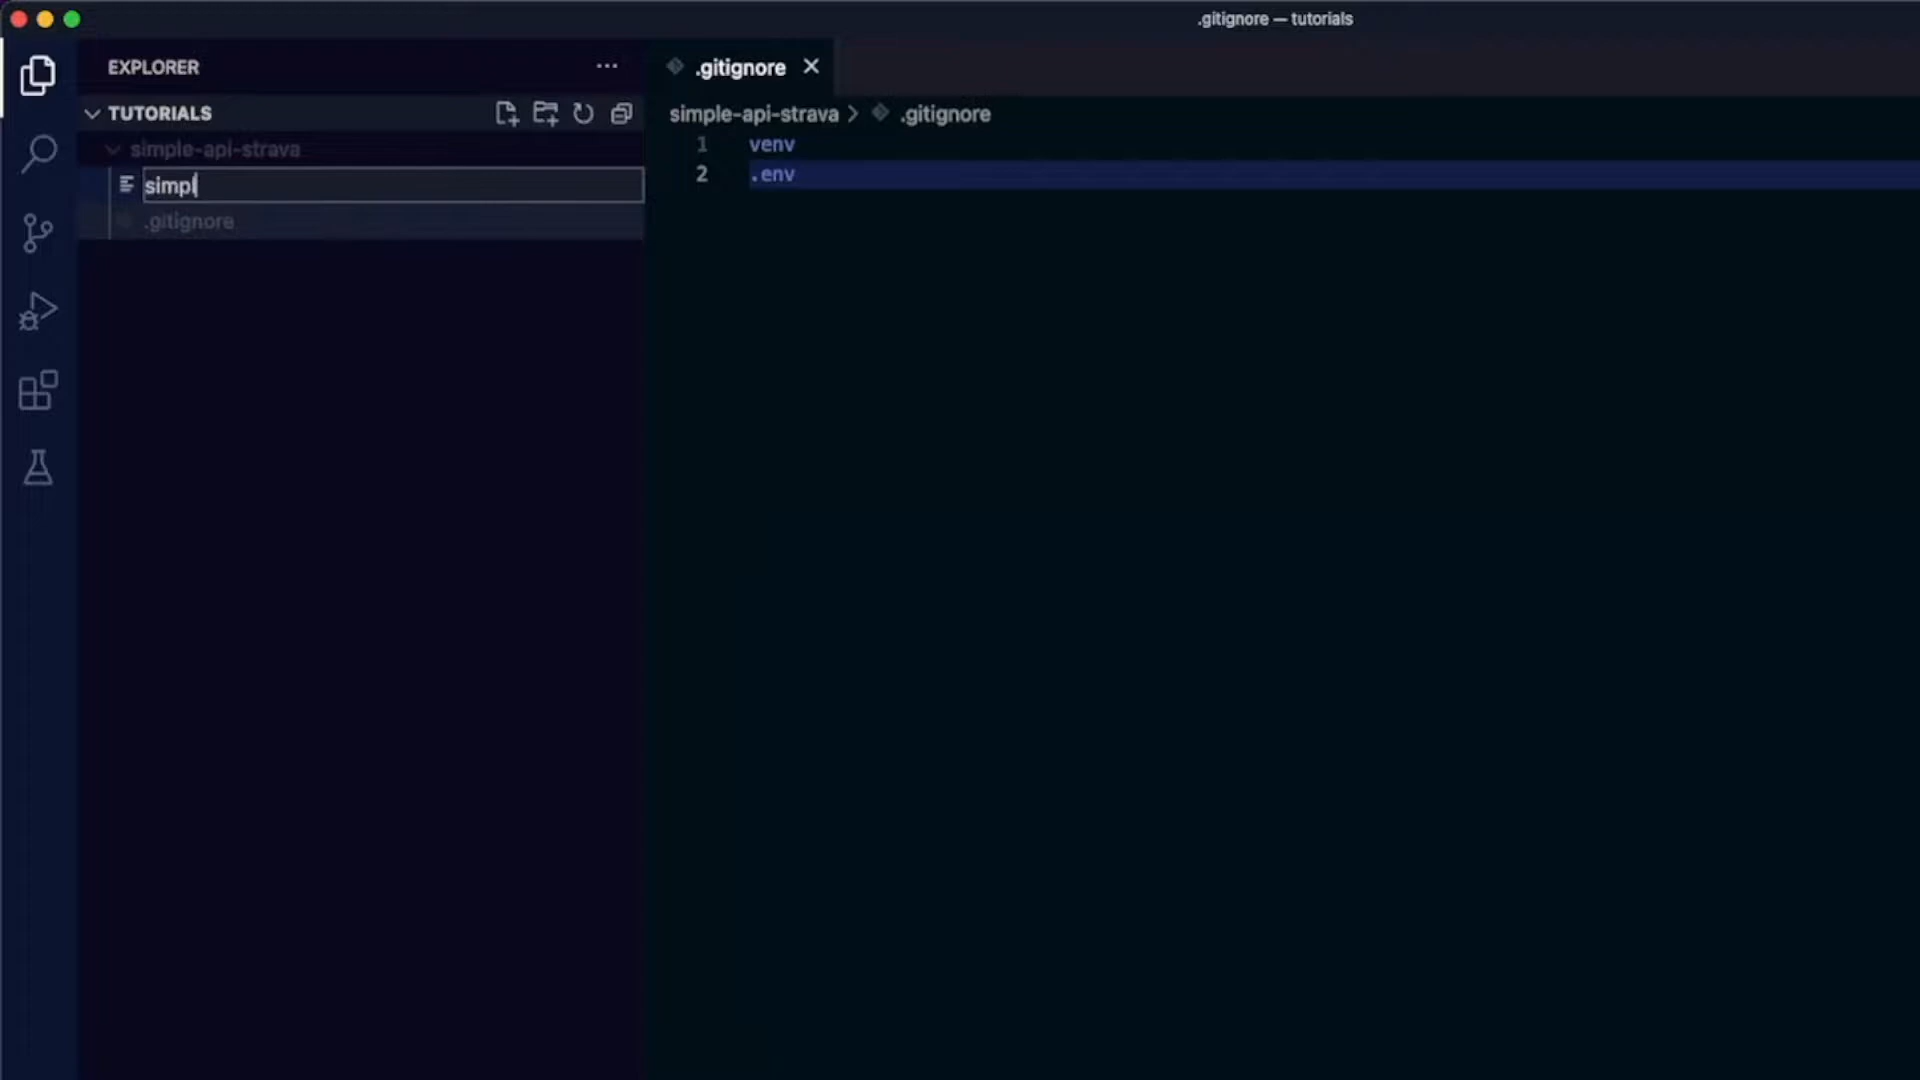 .gitignore — tutorials
EXPLORER
.gitignore
TUTORIALS
simple-api-strava > .gitignore
simple-api-strava
simpl
.gitignore
1 venv
2 .env